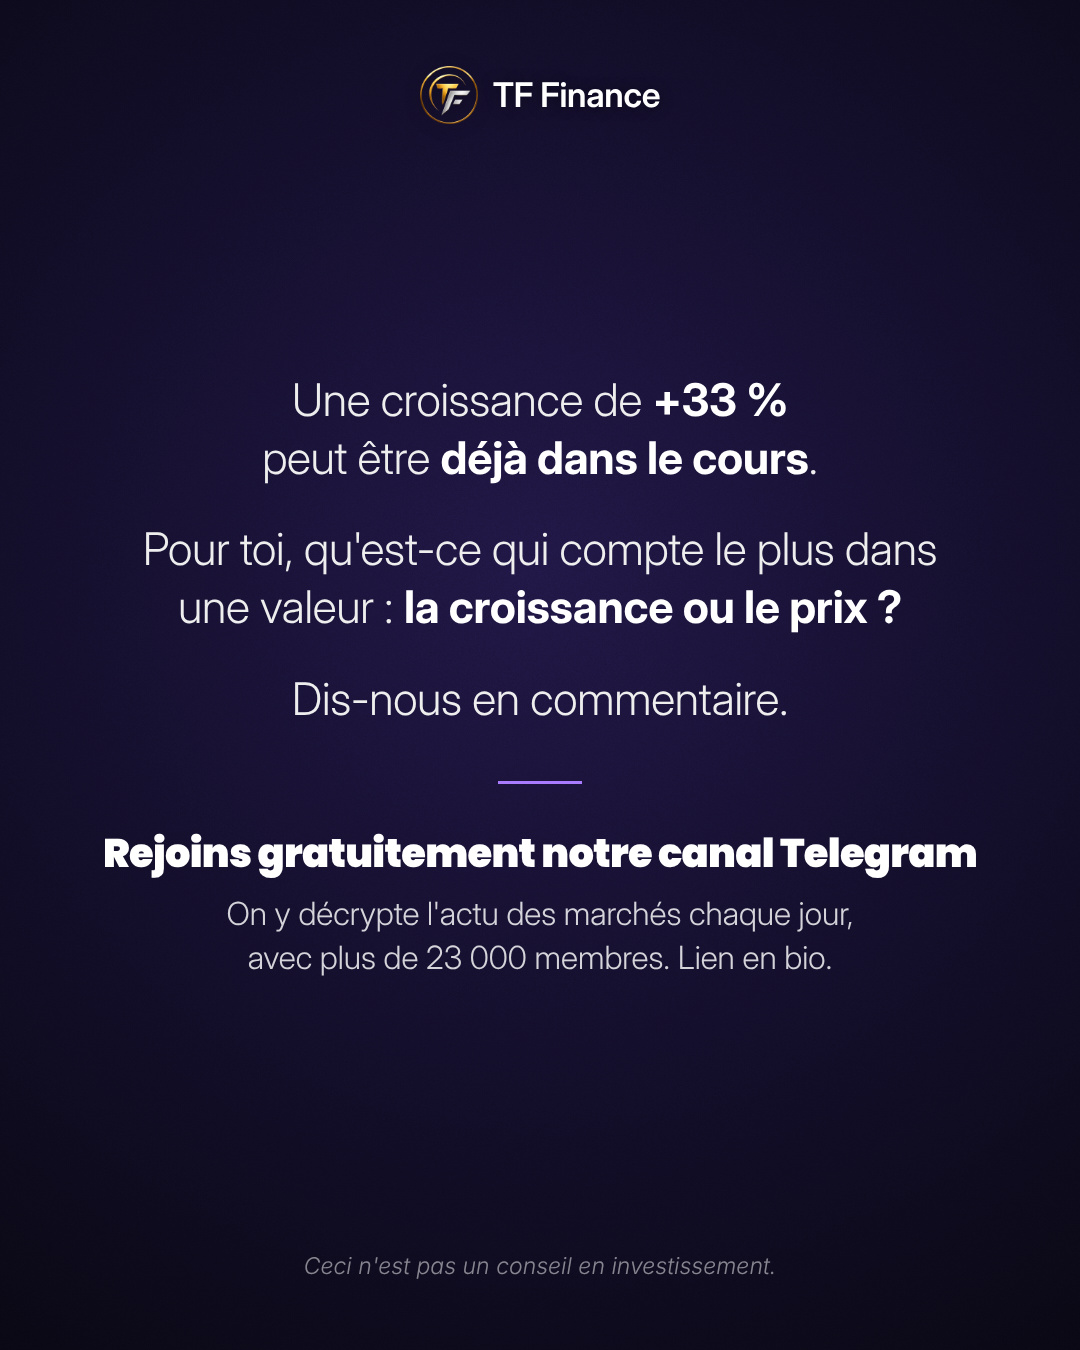 TF TF Finance
Une croissance de +33 %
peut être déjà dans le cours.
Pour toi, qu'est-ce qui compte le plus dans
une valeur : la croissance ou le prix ?
Dis-nous en commentaire.
Rejoins gratuitement notre canal Telegram
On y décrypte l'actu des marchés chaque jour,
avec plus de 23 000 membres. Lien en bio.
Ceci n'est pas un conseil en investissement.